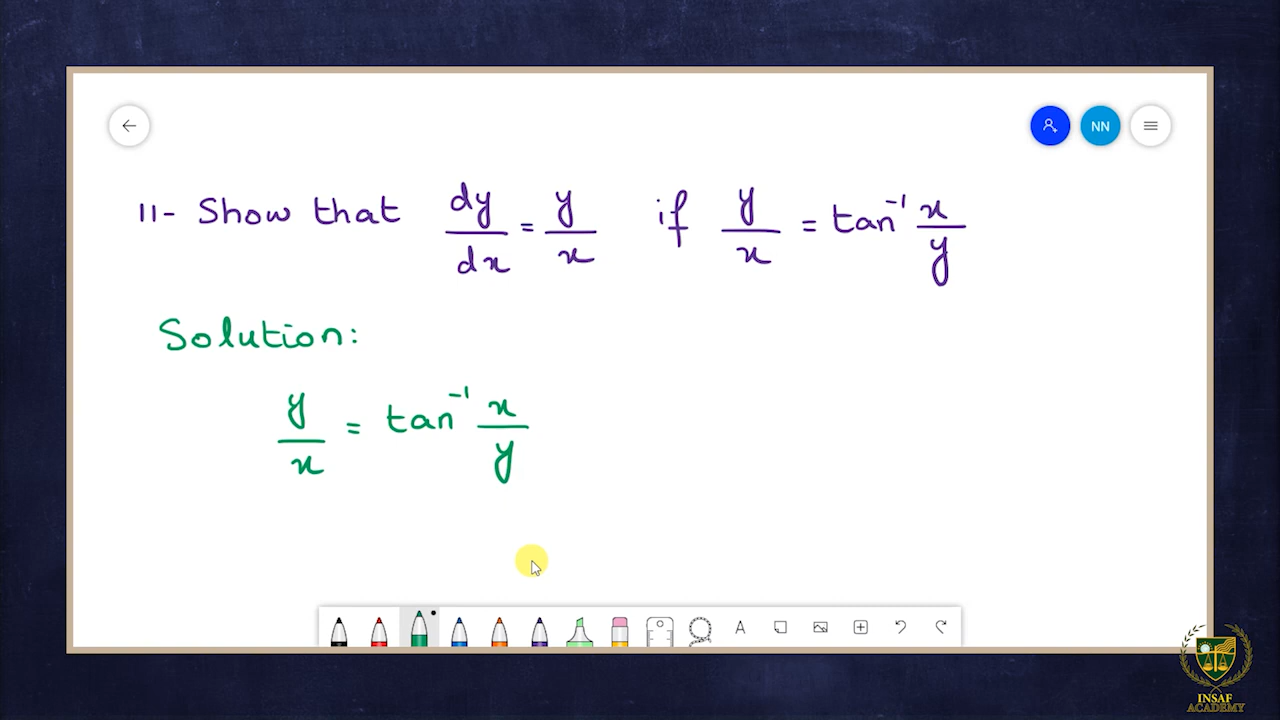 NN
11- Show that dy/dx = y/x if y/x = tan⁻¹ x/y
Solution:
y/x = tan⁻¹ x/y
A
INSAF
ACADEMY